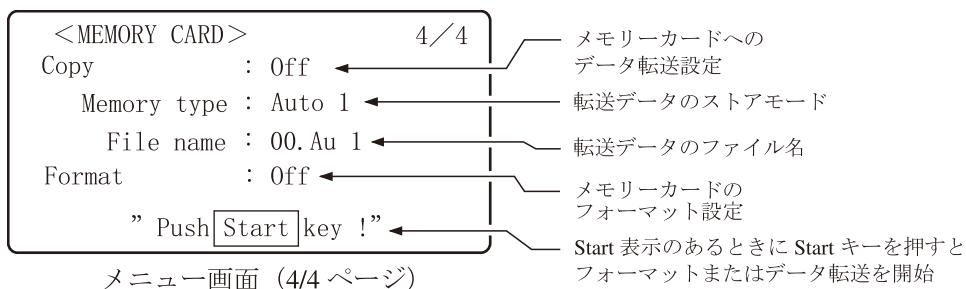 ＜MEMORY CARD＞ 4／4
Copy : Off
Memory type : Auto 1
File name : 00.Au 1
Format : Off
” Push Start key !”
メニュー画面（4/4 ページ）
メモリーカードへの
データ転送設定
転送データのストアモード
転送データのファイル名
メモリーカードの
フォーマット設定
Start 表示のあるときに Start キーを押すと
フォーマットまたはデータ転送を開始